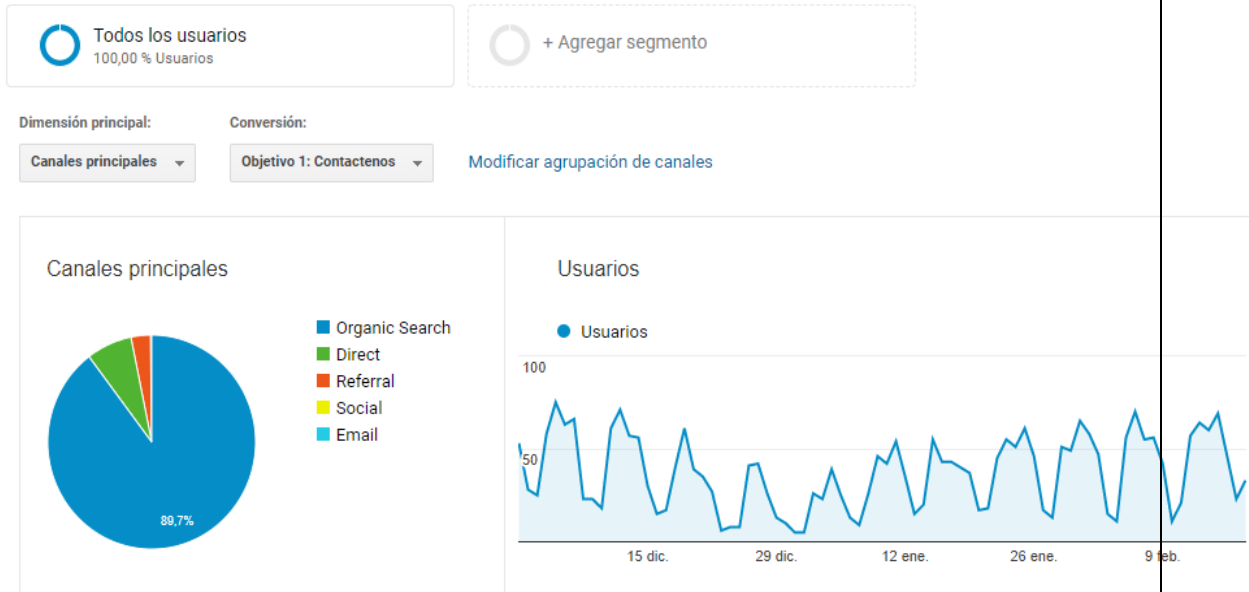 Todos los usuarios
100,00 % Usuarios
+ Agregar segmento
Dimensión principal:
Conversión:
Canales principales
Objetivo 1: Contactenos
Modificar agrupación de canales
Canales principales
Organic Search
Direct
Referral
Social
Email
89,7%
Usuarios
Usuarios
100
50
15 dic.
29 dic.
12 ene.
26 ene.
9 feb.